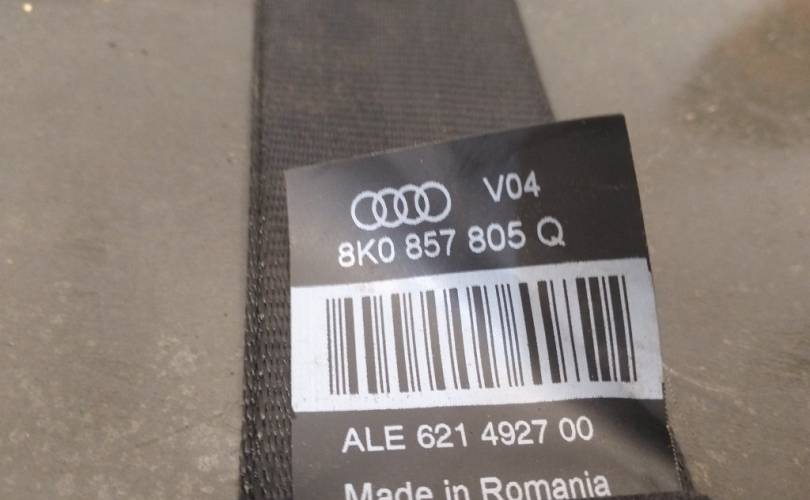 V04
8K0 857 805 Q
ALE 621 4927 00
Made in Romania